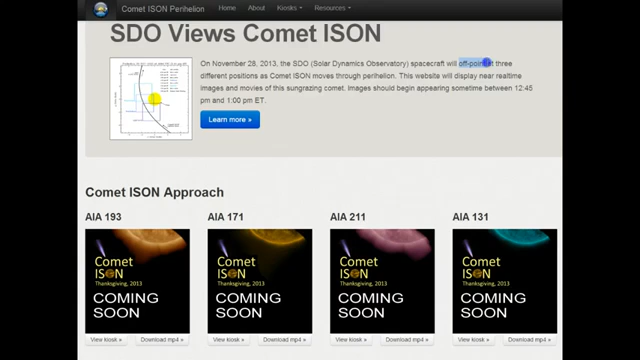 Comet ISON Perihelion Home About Kiosks Resources
SDO Views Comet ISON
On November 28, 2013, the SDO (Solar Dynamics Observatory) spacecraft will off-point at three
different positions as Comet ISON moves through perihelion. This website will display near realtime
images and movies of this sungrazing comet. Images should begin appearing sometime between 12:45
pm and 1:00 pm ET.
Learn more »
Comet ISON Approach
AIA 193 AIA 171 AIA 211 AIA 131
Comet Comet Comet Comet
ISON ISON ISON ISON
Thanksgiving, 2013 Thanksgiving, 2013 Thanksgiving, 2013 Thanksgiving, 2013
COMING COMING COMING COMING
SOON SOON SOON SOON
View kiosk » Download mp4 » View kiosk » Download mp4 » View kiosk » Download mp4 » View kiosk » Download mp4 »